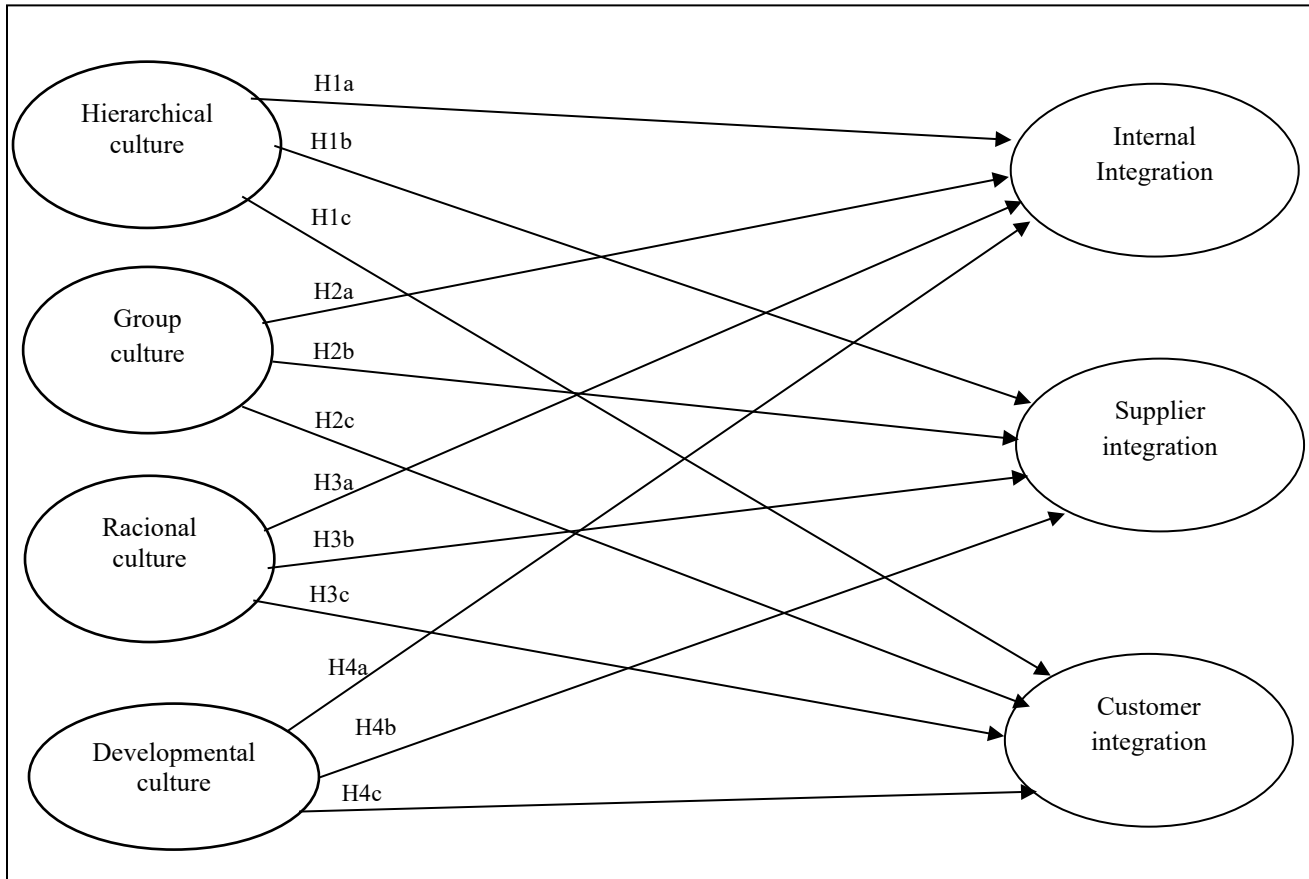 Hierarchical
culture
Group
culture
Racional
culture
Developmental
culture
H1a
H1b
H1c
H2a
H2b
H2c
H3a
H3b
H3c
H4a
H4b
H4c
Internal
Integration
Supplier
integration
Customer
integration